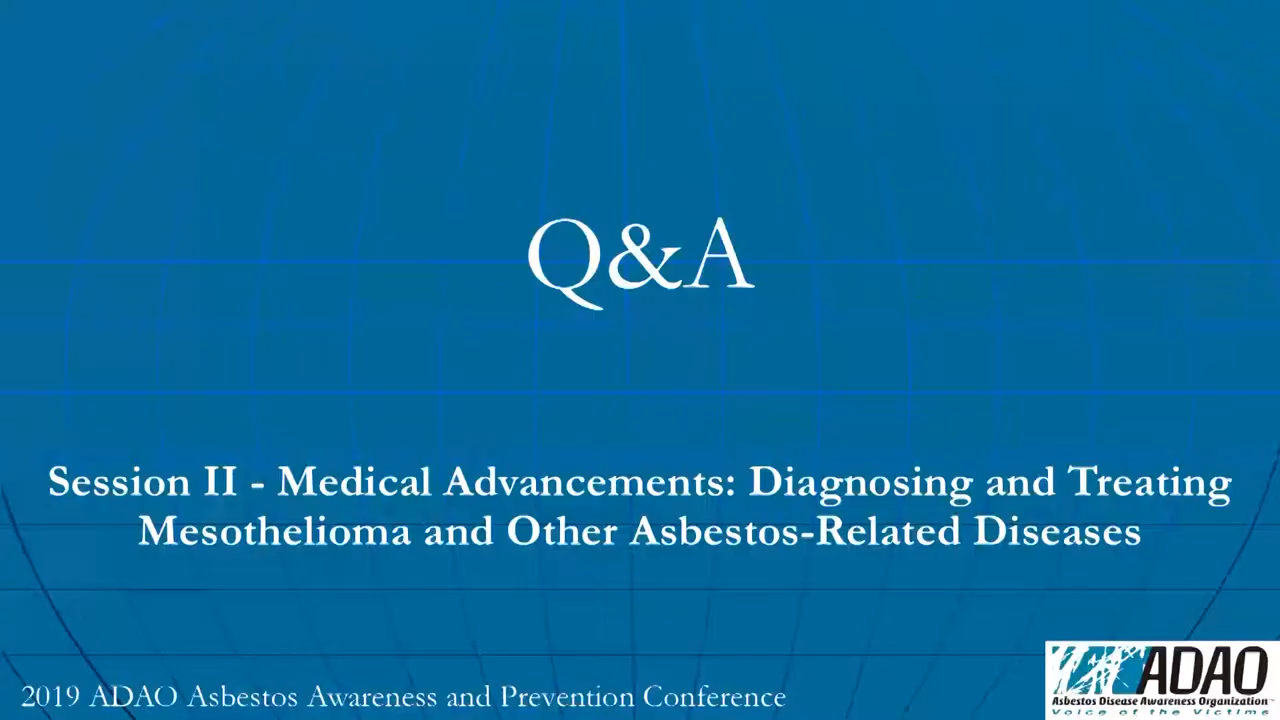 Q&A
Session II - Medical Advancements: Diagnosing and Treating
Mesothelioma and Other Asbestos-Related Diseases
2019 ADAO Asbestos Awareness and Prevention Conference
ADAO
Asbestos Disease Awareness Organization™
Voice of the Victims